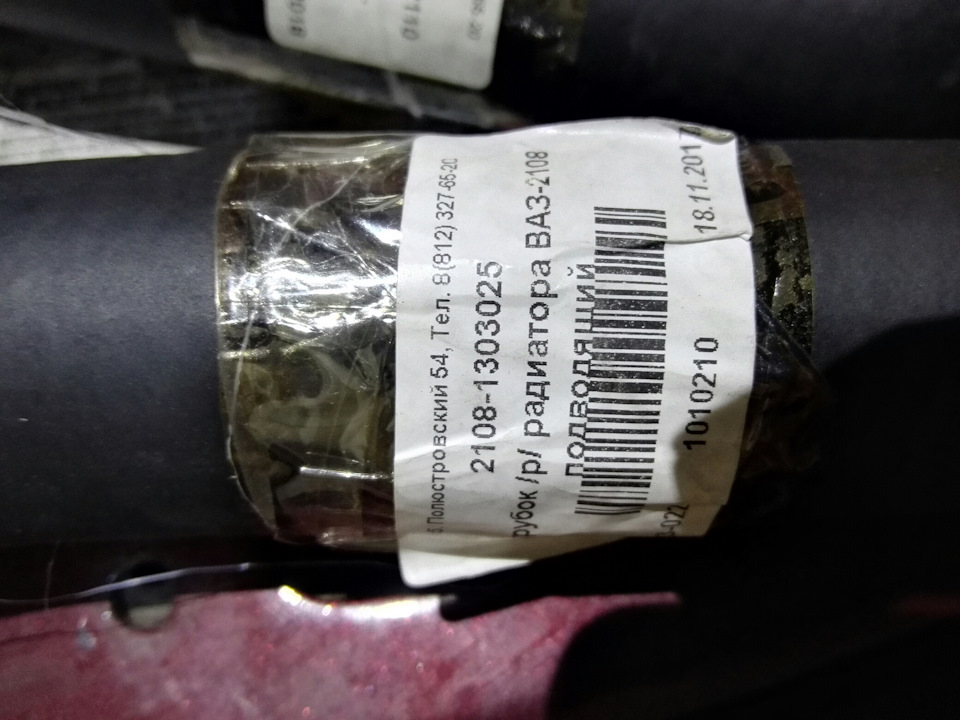 Полюстровский 54, Тел. 8(812) 327-65-20
2108-1303025
рубок /р/ радиатора ВАЗ-2108
подводящий
1010210
18.11.2017